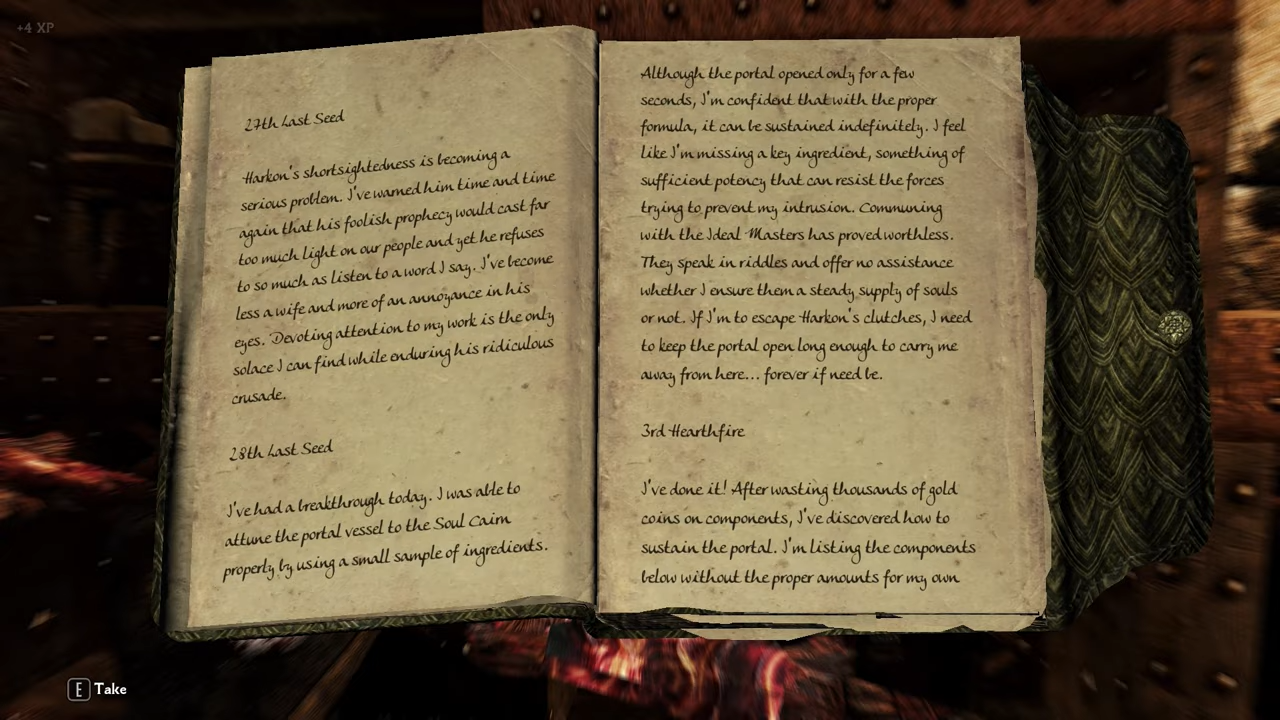 +4 XP
27th Last Seed
Harkon's shortsightedness is becoming a
serious problem. I've warned him time and time
again that his foolish prophecy would cast far
too much light on our people and yet he refuses
to so much as listen to a word I say. I've become
less a wife and more of an annoyance in his
eyes. Devoting attention to my work is the only
solace I can find while enduring his ridiculous
crusade.
28th Last Seed
I've had a breakthrough today. I was able to
attune the portal vessel to the Soul Cairn
properly by using a small sample of ingredients.
Although the portal opened only for a few
seconds, I'm confident that with the proper
formula, it can be sustained indefinitely. I feel
like I'm missing a key ingredient, something of
sufficient potency that can resist the forces
trying to prevent my intrusion. Communing
with the Ideal Masters has proved worthless.
They speak in riddles and offer no assistance
whether I ensure them a steady supply of souls
or not. If I'm to escape Harkon's clutches, I need
to keep the portal open long enough to carry me
away from here... forever if need be.
3rd Hearthfire
I've done it! After wasting thousands of gold
coins on components, I've discovered how to
sustain the portal. I'm listing the components
below without the proper amounts for my own
E Take